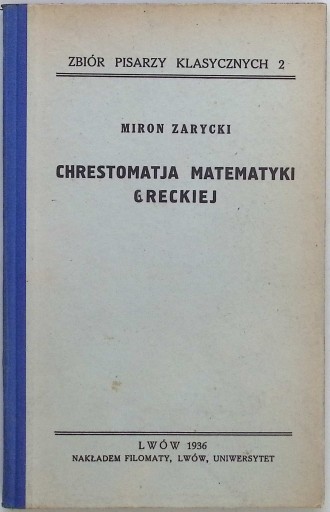 ZBIÓR PISARZY KLASYCZNYCH 2
MIRON ZARYCKI
CHRESTOMATJA MATEMATYKI
GRECKIEJ
LWÓW 1936
NAKŁADEM FILOMATY, LWÓW, UNIWERSYTET